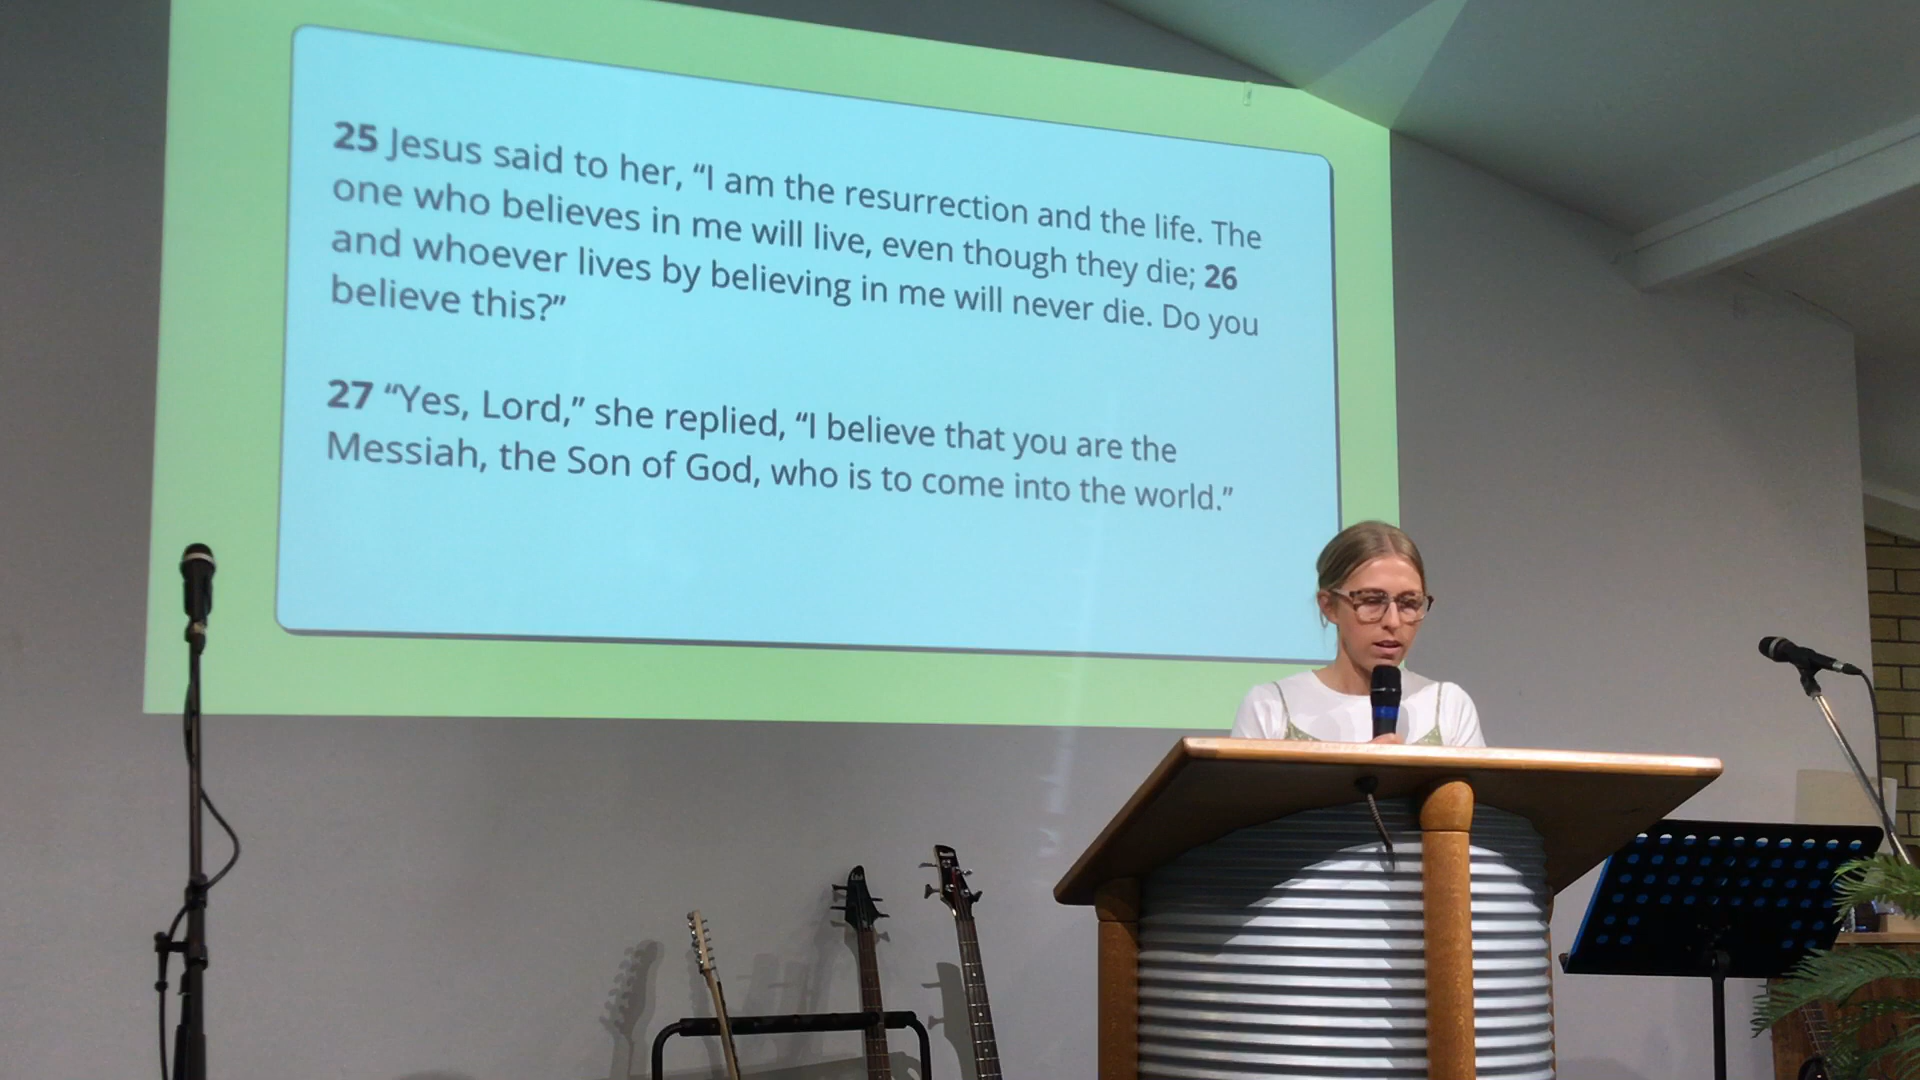 25 Jesus said to her, “I am the resurrection and the life. The
one who believes in me will live, even though they die; 26
and whoever lives by believing in me will never die. Do you
believe this?”
27 “Yes, Lord,” she replied, “I believe that you are the
Messiah, the Son of God, who is to come into the world.”